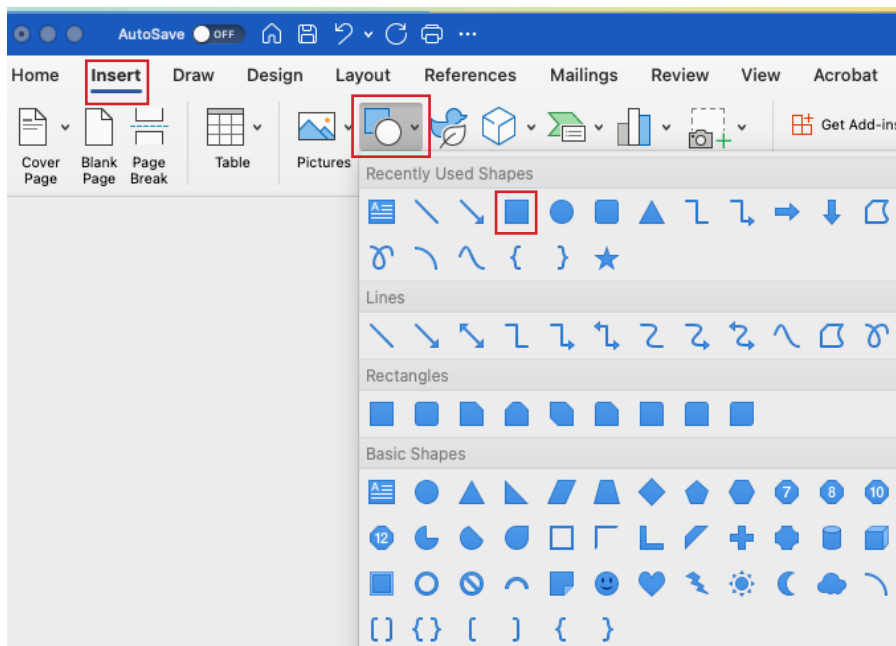 AutoSave OFF
Home Insert Draw Design Layout References Mailings Review View Acrobat
Get Add-ins
Cover Page
Blank Page
Page Break
Table
Pictures
Recently Used Shapes
Lines
Rectangles
Basic Shapes
7 8 10
12